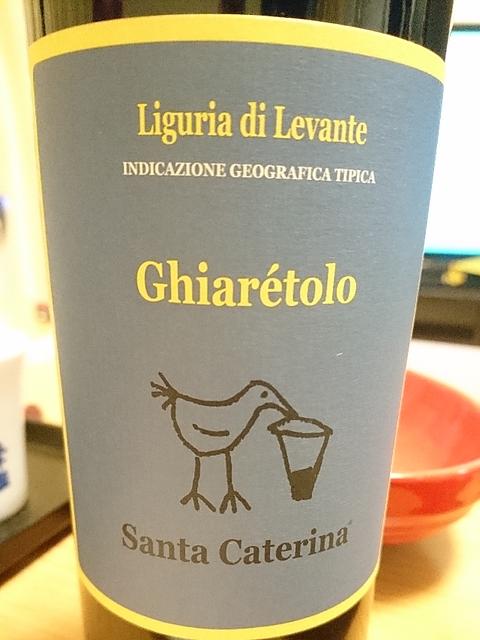 Liguria di Levante
INDICAZIONE GEOGRAFICA TIPICA
Ghiarétolo
Santa Caterina